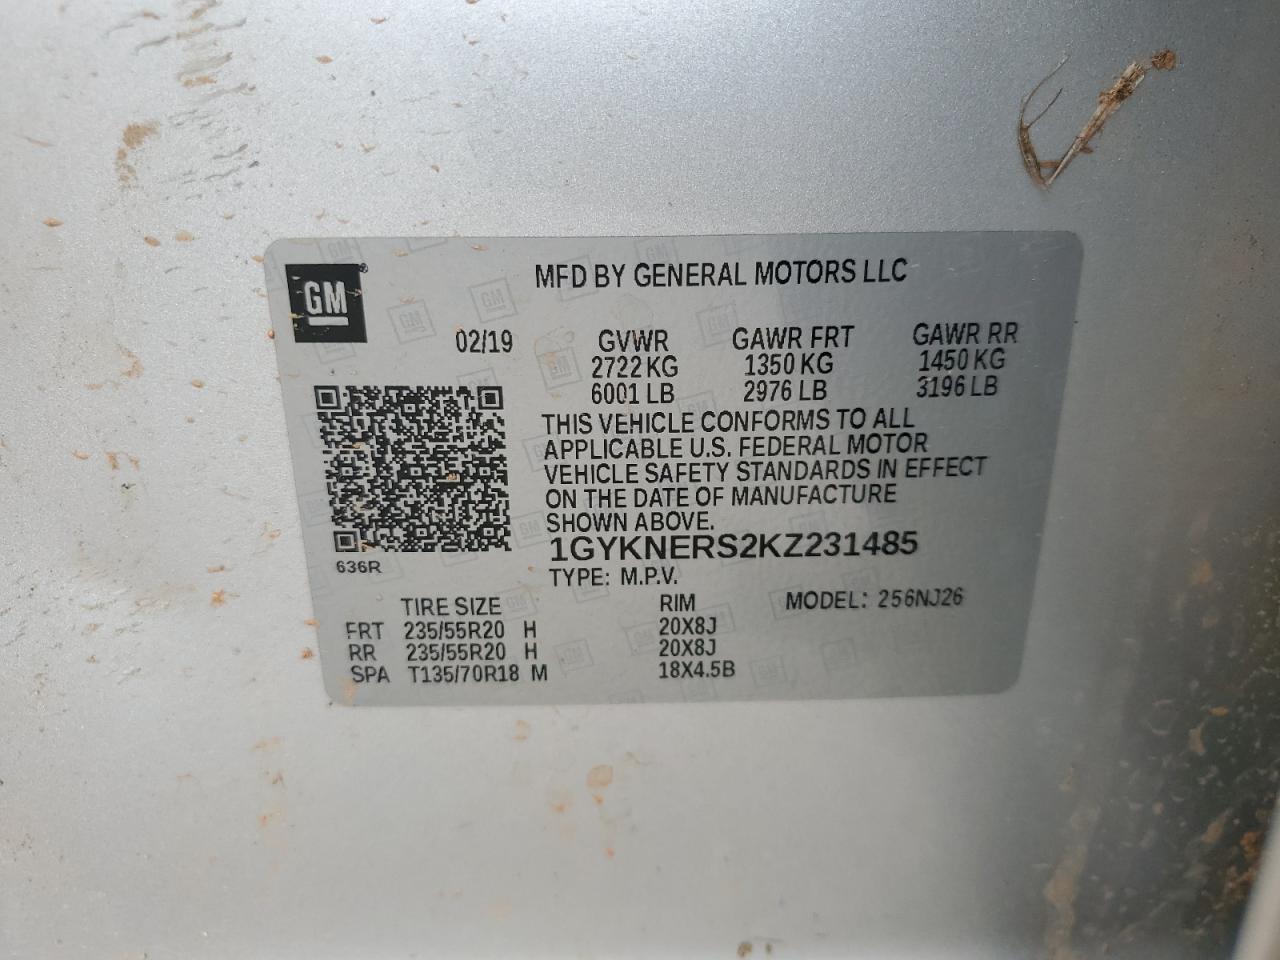 GM
MFD BY GENERAL MOTORS LLC
02/19 GVWR GAWR FRT GAWR RR
2722 KG 1350 KG 1450 KG
6001 LB 2976 LB 3196 LB
THIS VEHICLE CONFORMS TO ALL
APPLICABLE U.S. FEDERAL MOTOR
VEHICLE SAFETY STANDARDS IN EFFECT
ON THE DATE OF MANUFACTURE
SHOWN ABOVE.
1GYKNERS2KZ231485
636R
TYPE: M.P.V.
TIRE SIZE RIM MODEL: 256NJ26
FRT 235/55R20 H 20X8J
RR 235/55R20 H 20X8J
SPA T135/70R18 M 18X4.5B